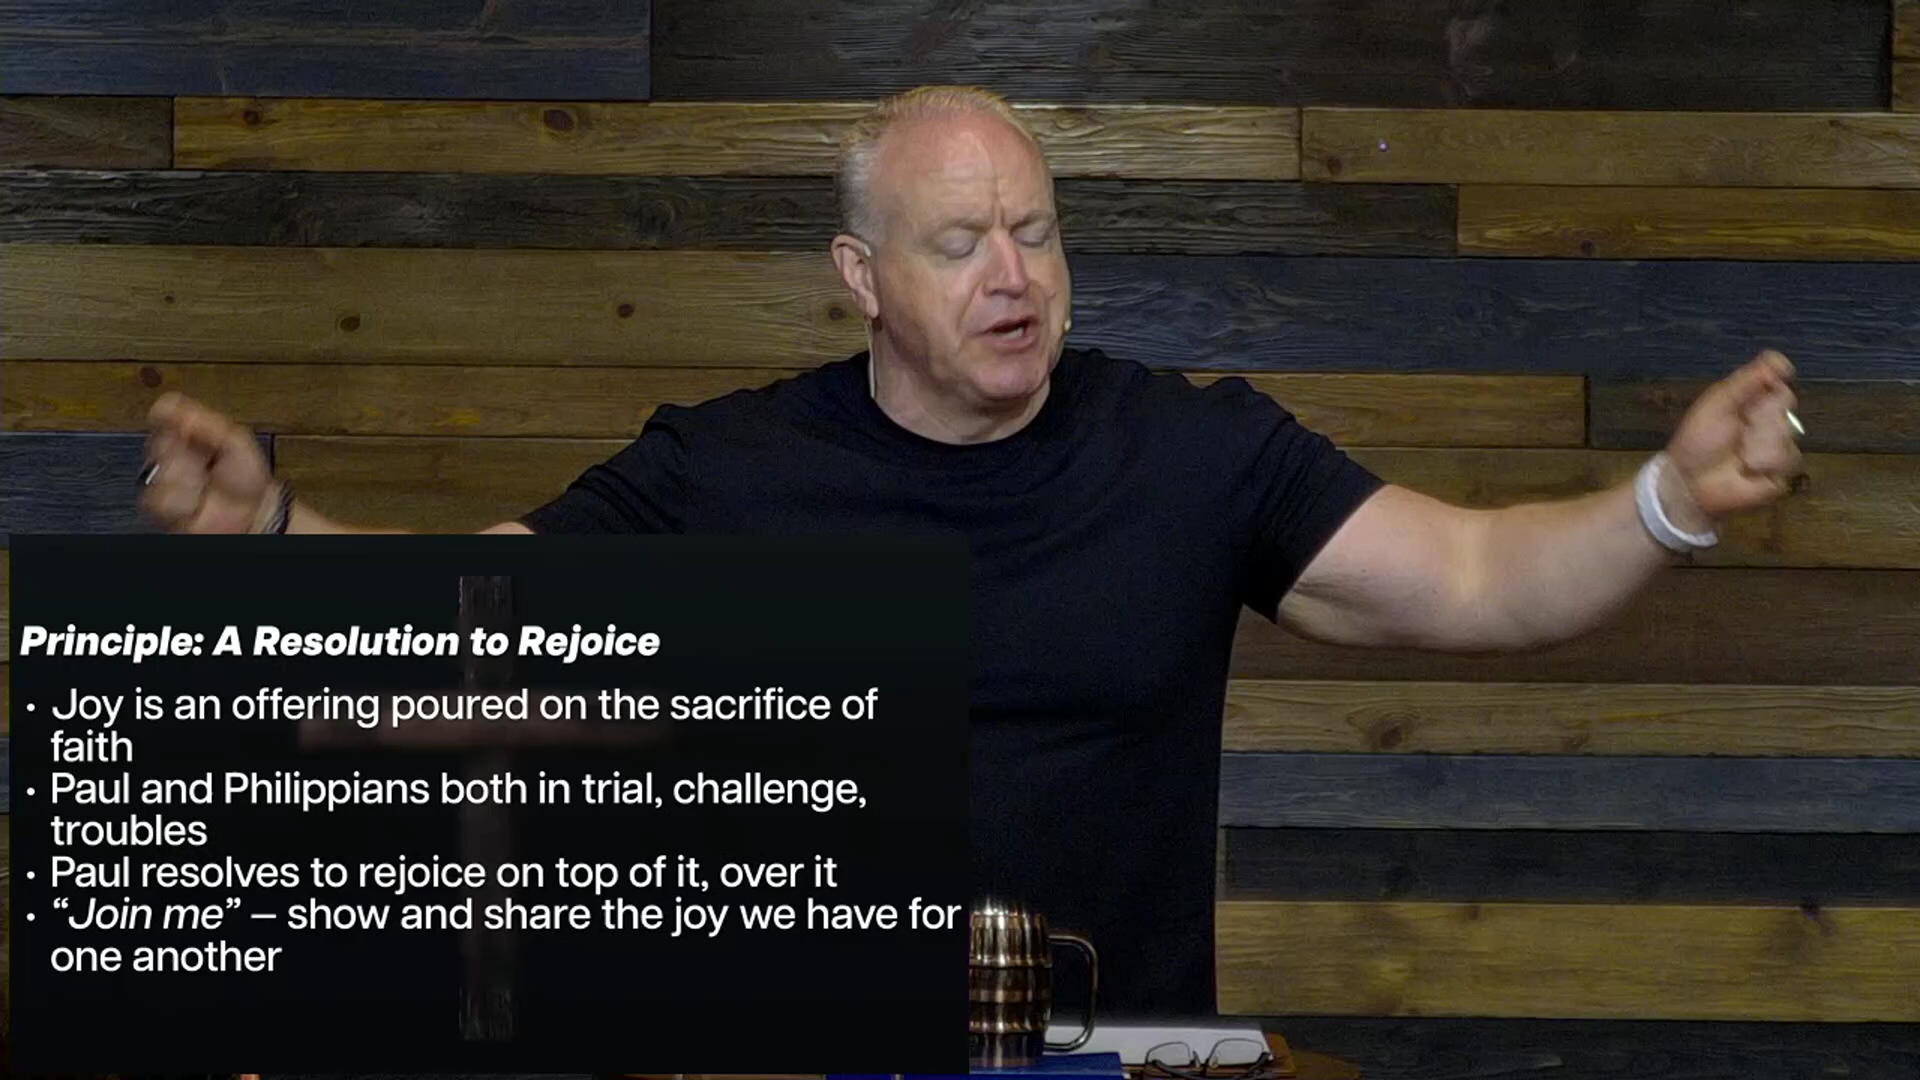 Principle: A Resolution to Rejoice
• Joy is an offering poured on the sacrifice of
faith
• Paul and Philippians both in trial, challenge,
troubles
• Paul resolves to rejoice on top of it, over it
• “Join me” – show and share the joy we have for
one another